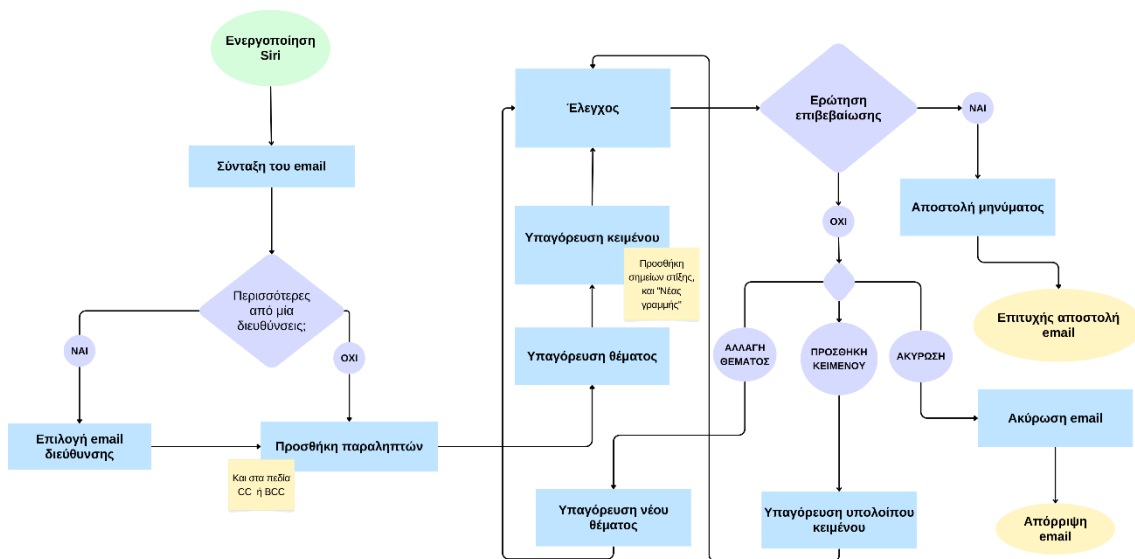 Ενεργοποίηση
Siri
Σύνταξη του email
Περισσότερες
από μία
διευθύνσεις;
ΝΑΙ
ΟΧΙ
Επιλογή email
διεύθυνσης
Προσθήκη παραληπτών
Και στα πεδία
CC ή BCC
Υπαγόρευση θέματος
Υπαγόρευση κειμένου
Προσθήκη
σημείων στίξης,
και "Νέας
γραμμής"
Έλεγχος
Ερώτηση
επιβεβαίωσης
ΝΑΙ
Αποστολή μηνύματος
Επιτυχής αποστολή
email
ΟΧΙ
ΑΛΛΑΓΗ
ΘΕΜΑΤΟΣ
ΠΡΟΣΘΗΚΗ
ΚΕΙΜΕΝΟΥ
ΑΚΥΡΩΣΗ
Ακύρωση email
Απόρριψη
email
Υπαγόρευση νέου
θέματος
Υπαγόρευση υπολοίπου
κειμένου